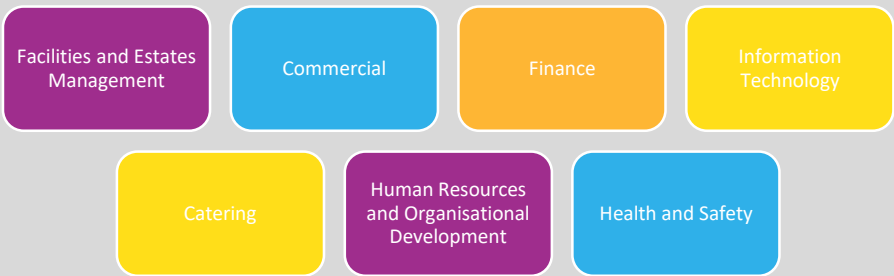 Facilities and Estates
Management
Commercial
Finance
Information
Technology
Catering
Human Resources
and Organisational
Development
Health and Safety